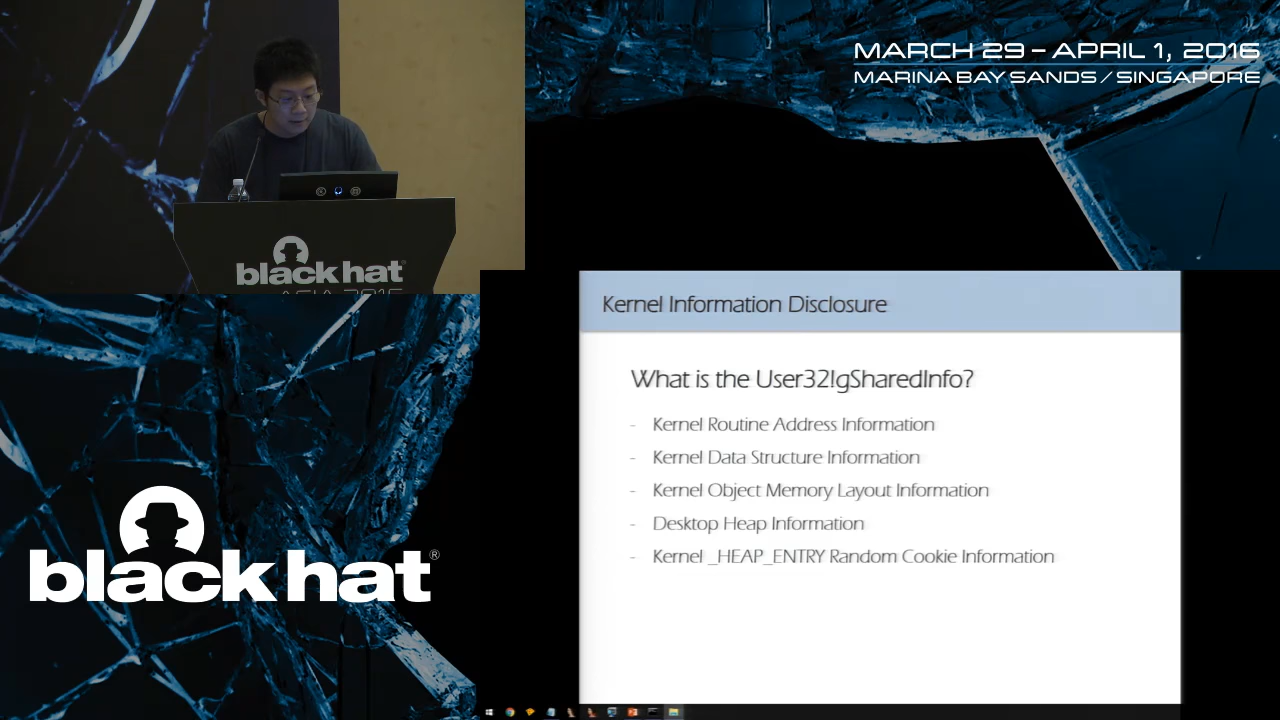 MARCH 29 – APRIL 1, 2016
MARINA BAY SANDS / SINGAPORE
black hat
ASIA 2016
Kernel Information Disclosure
What is the User32!gSharedInfo?
- Kernel Routine Address Information
- Kernel Data Structure Information
- Kernel Object Memory Layout Information
- Desktop Heap Information
- Kernel _HEAP_ENTRY Random Cookie Information
black hat®